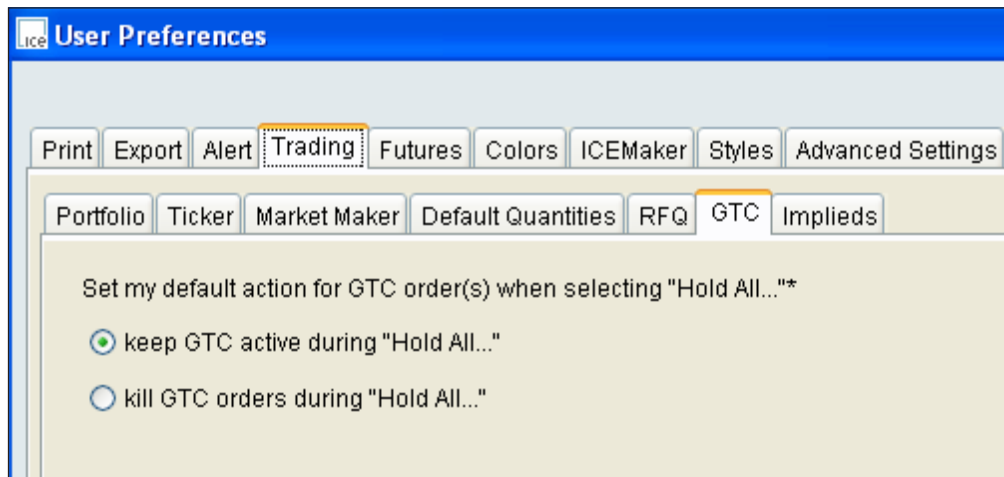 ice User Preferences
Print Export Alert Trading Futures Colors ICEMaker Styles Advanced Settings
Portfolio Ticker Market Maker Default Quantities RFQ GTC Implieds
Set my default action for GTC order(s) when selecting "Hold All..."*
keep GTC active during "Hold All..."
kill GTC orders during "Hold All..."